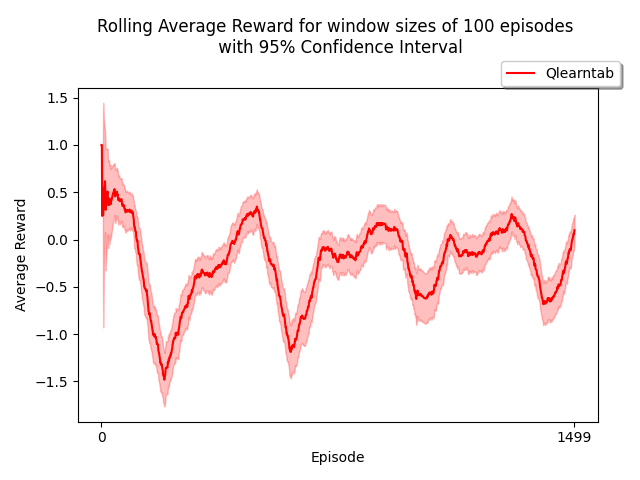 Rolling Average Reward for window sizes of 100 episodes
with 95% Confidence Interval
Qlearntab
1.5
1.0
0.5
0.0
−0.5
−1.0
−1.5
Average Reward
0
1499
Episode